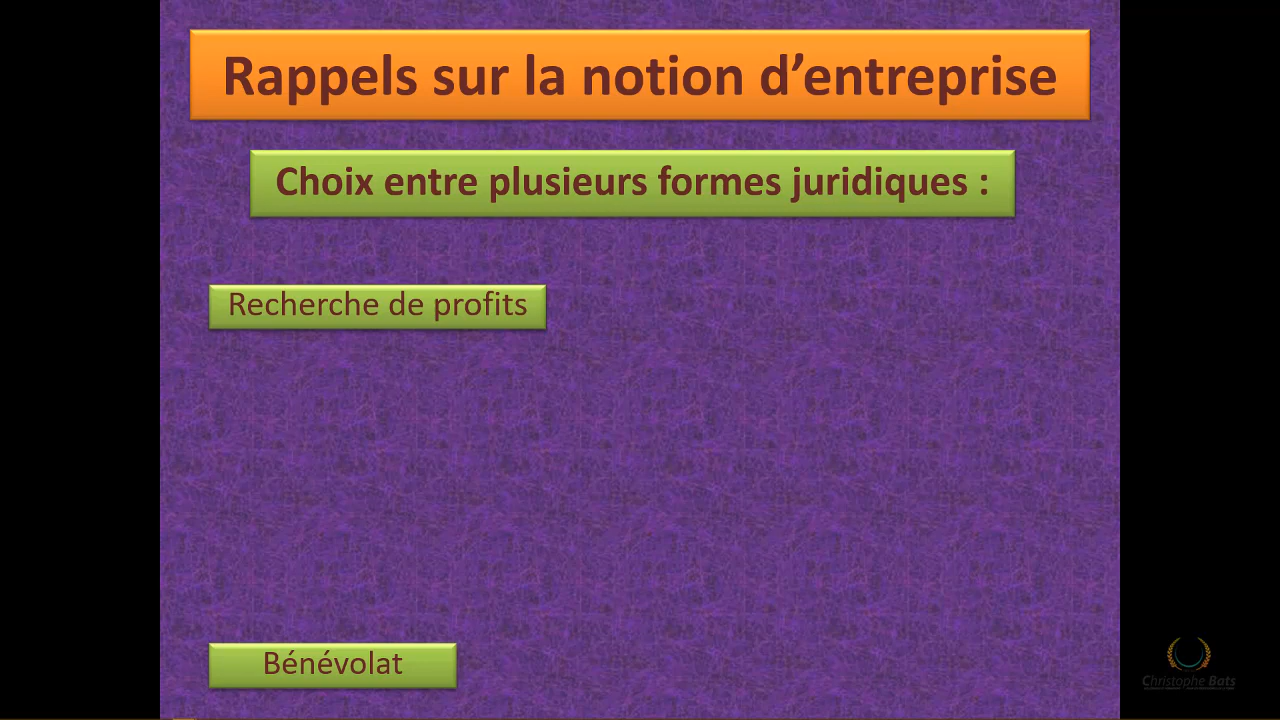 Rappels sur la notion d’entreprise
Choix entre plusieurs formes juridiques :
Recherche de profits
Bénévolat
Christophe Bats